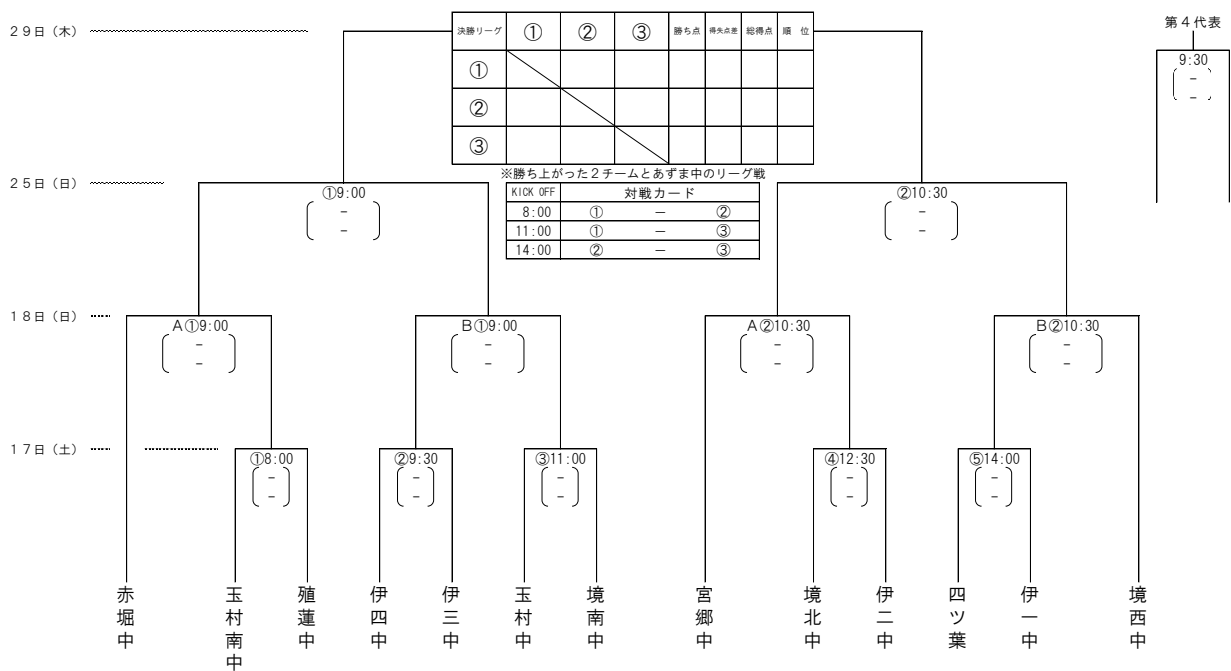 第４代表
２９日（木）
決勝リーグ ① ② ③ 勝ち点 得失点差 総得点 順 位
①
②
③
9:30
-
-
※勝ち上がった２チームとあずま中のリーグ戦
２５日（日）
①9:00
-
-
KICK OFF 対戦カード
8:00 ① － ②
11:00 ① － ③
14:00 ② － ③
②10:30
-
-
１８日（日）
Ａ①9:00
-
-
Ｂ①9:00
-
-
Ａ②10:30
-
-
Ｂ②10:30
-
-
１７日（土）
①8:00
-
-
②9:30
-
-
③11:00
-
-
④12:30
-
-
⑤14:00
-
-
赤堀中
玉村南中
殖蓮中
伊四中
伊三中
玉村中
境南中
宮郷中
境北中
伊二中
四ツ葉
伊一中
境西中